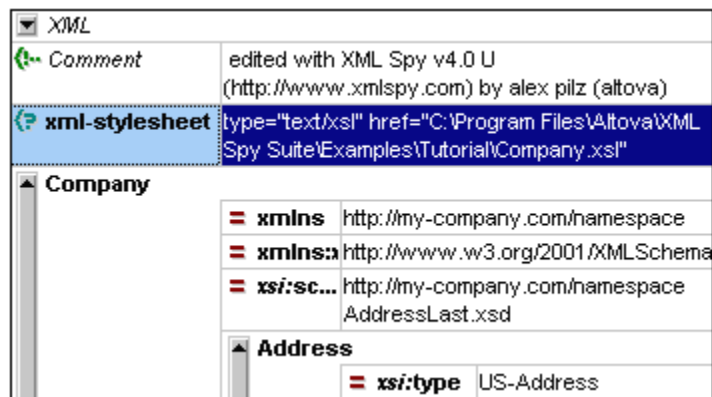 XML
Comment edited with XML Spy v4.0 U
(http://www.xmlspy.com) by alex pilz (altova)
xml-stylesheet type="text/xsl" href="C:\Program Files\Altova\XML
Spy Suite\Examples\Tutorial\Company.xsl"
Company
= xmlns http://my-company.com/namespace
= xmlns:x http://www.w3.org/2001/XMLSchema
= xsi:sc... http://my-company.com/namespace
AddressLast.xsd
Address
= xsi:type US-Address